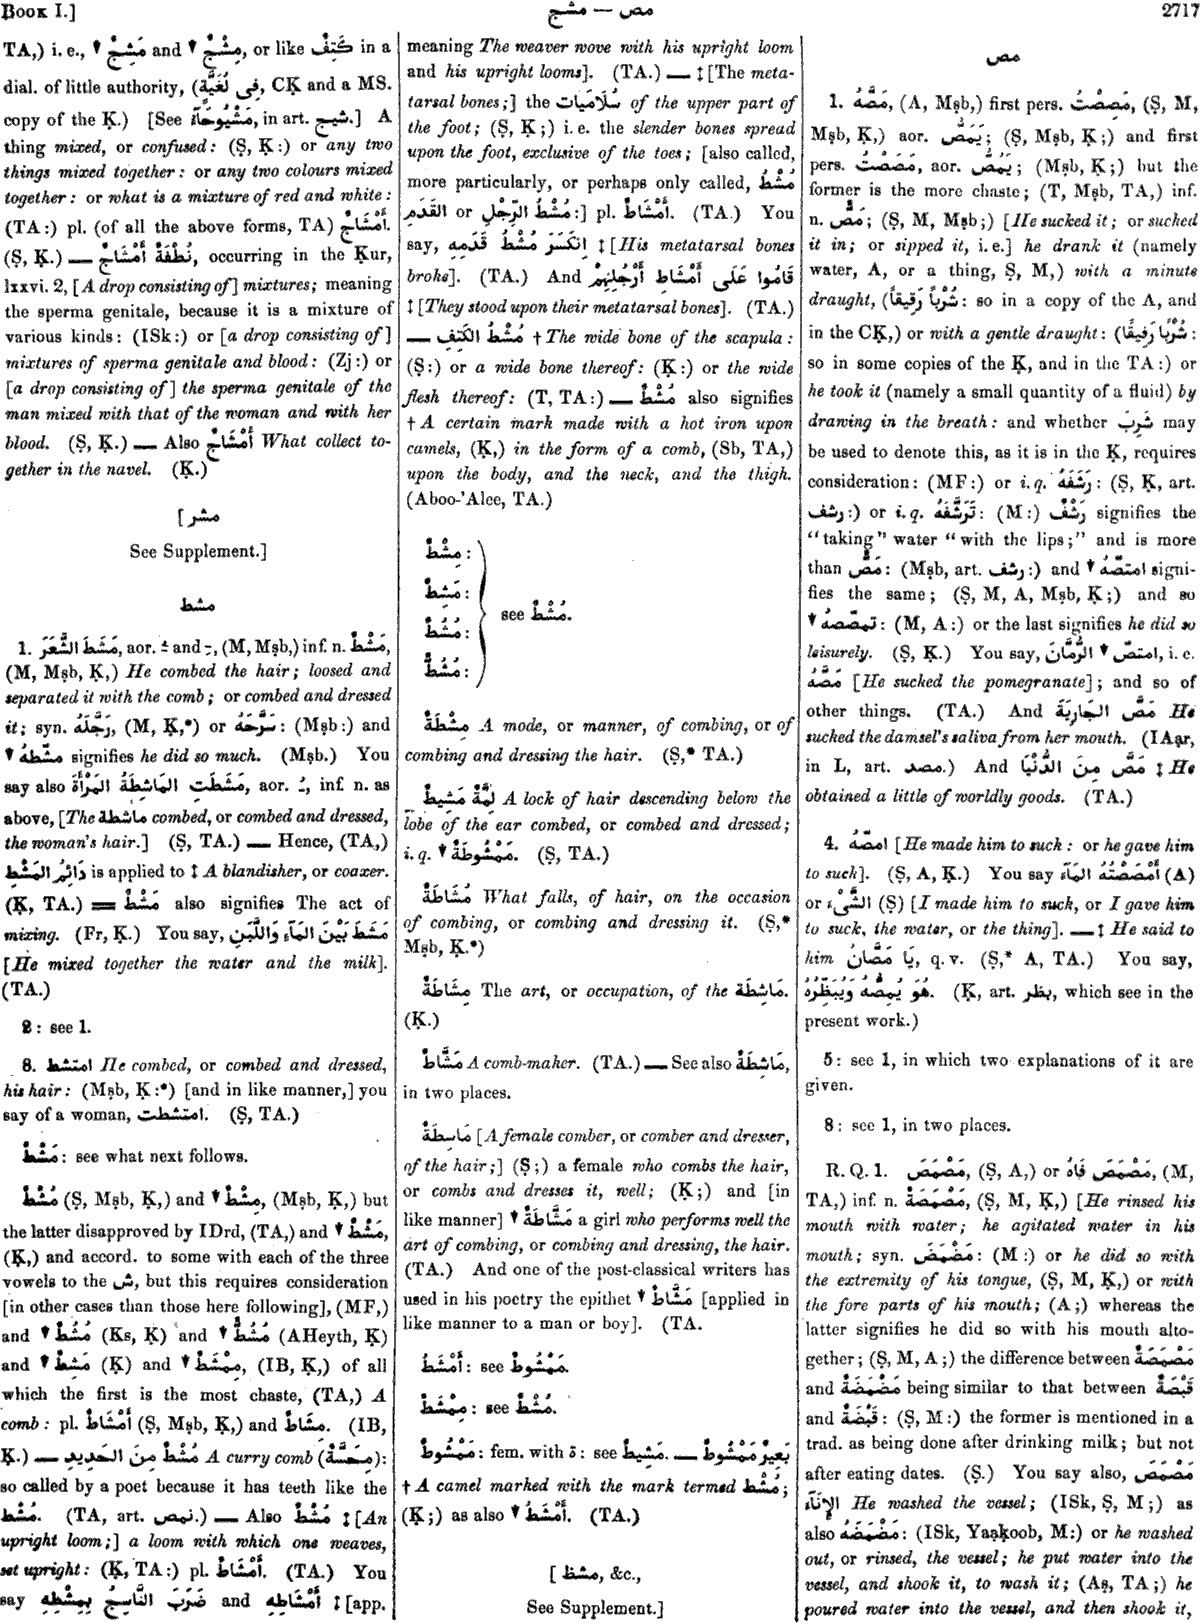 Book I.]
مشج — مص
2717
TA,) i. e., ▼ مَشِجٌ and ▼ مِشْجٌ, or like كَتِفٌ in a
dial. of little authority, (فِى لُغَيَّةٍ, CḲ and a MS.
copy of the Ḳ.) [See مَشْيُوحَآءُ, in art. شيح.] A
thing mixed, or confused: (Ṣ, Ḳ:) or any two
things mixed together: or any two colours mixed
together: or what is a mixture of red and white:
(TA:) pl. (of all the above forms, TA) أَمْشَاجٌ.
(Ṣ, Ḳ.) — نُطْفَةٌ أَمْشَاجٌ, occurring in the Ḳur,
lxxvi. 2, [A drop consisting of] mixtures; meaning
the sperma genitale, because it is a mixture of
various kinds: (ISk:) or [a drop consisting of]
mixtures of sperma genitale and blood: (Zj:) or
[a drop consisting of] the sperma genitale of the
man mixed with that of the woman and with her
blood. (Ṣ, Ḳ.) — Also أَمْشَاجٌ What collect to-
gether in the navel. (Ḳ.)
[مشر
See Supplement.]
مشط
1. مَشَطَ الشَّعَرَ, aor. ـُ and ـِ, (M, Mṣb,) inf. n. مَشْطٌ,
(M, Mṣb, Ḳ,) He combed the hair; loosed and
separated it with the comb; or combed and dressed
it; syn. رَجَّلَهُ, (M, Ḳ,*) or سَرَّحَهُ: (Mṣb:) and
▼ مشّطهُ signifies he did so much. (Mṣb.) You
say also مَشَطَتِ المَاشِطَةُ المَرْأَةَ, aor. ـُ, inf. n. as
above, [The ماشطة combed, or combed and dressed,
the woman's hair.] (Ṣ, TA.) — Hence, (TA,)
دَائِمُ المَشْطِ is applied to ‡ A blandisher, or coaxer.
(Ḳ, TA.) = مَشْطٌ also signifies The act of
mixing. (Fr, Ḳ.) You say, مَشَطَ بَيْنَ المَآءِ وَاللَّبَنِ
[He mixed together the water and the milk].
(TA.)
2: see 1.
8. امتشط He combed, or combed and dressed,
his hair: (Mṣb, Ḳ:*) [and in like manner,] you
say of a woman, امتشطت. (Ṣ, TA.)
مَشْطٌ: see what next follows.
مُشْطٌ (Ṣ, Mṣb, Ḳ,) and ▼ مِشْطٌ, (Mṣb, Ḳ,) but
the latter disapproved by IDrd, (TA,) and ▼ مَشْطٌ,
(Ḳ,) and accord. to some with each of the three
vowels to the ش, but this requires consideration
[in other cases than those here following], (MF,)
and ▼ مُشُطٌ (Ks, Ḳ) and ▼ مُشُطٌّ (AHeyth, Ḳ)
and ▼ مَشِطٌ (Ḳ) and ▼ مِمْشَطٌ, (IB, Ḳ,) of all
which the first is the most chaste, (TA,) A
comb: pl. أَمْشَاطٌ (Ṣ, Mṣb, Ḳ,) and مِشَاطٌ. (IB,
Ḳ.) — مُشْطٌ مِنَ الحَدِيدِ A curry comb (مِحَسَّةٌ):
so called by a poet because it has teeth like the
مُشْط. (TA, art. نمص.) — Also مُشْطٌ ‡ [An
upright loom;] a loom with which one weaves,
set upright: (Ḳ, TA:) pl. أَمْشَاطٌ. (TA.) You
say ضَرَبَ النَّاسِجُ بِمِشْطِهِ and أَمْشَاطِهِ ‡ [app.
meaning The weaver wove with his upright loom
and his upright looms]. (TA.) — ‡ [The meta-
tarsal bones;] the سُلَامَيَات of the upper part of
the foot; (Ṣ, Ḳ;) i. e. the slender bones spread
upon the foot, exclusive of the toes; [also called,
more particularly, or perhaps only called, مُشْطُ
القَدَمِ or مُشْطُ الرِّجْلِ:] pl. أَمْشَاطٌ. (TA.) You
say, اِنْكَسَرَ مُشْطُ قَدَمِهِ ‡ [His metatarsal bones
broke]. (TA.) And قَامُوا عَلَى أَمْشَاطِ أَرْجُلِهِمْ
‡ [They stood upon their metatarsal bones]. (TA.)
— مُشْطُ الكَتِفِ † The wide bone of the scapula:
(Ṣ:) or a wide bone thereof: (Ḳ:) or the wide
flesh thereof: (T, TA:) — مُشْطٌ also signifies
† A certain mark made with a hot iron upon
camels, (Ḳ,) in the form of a comb, (Sb, TA,)
upon the body, and the neck, and the thigh.
(Aboo-'Alee, TA.)
مِشْطٌ:
مَشِطٌ:
مُشُطٌ:
مُشُطٌّ:
see مُشْطٌ.
مِشْطَةٌ A mode, or manner, of combing, or of
combing and dressing the hair. (Ṣ,* TA.)
لِمَّةٌ مَشِيطٌ A lock of hair descending below the
lobe of the ear combed, or combed and dressed;
i. q. ▼ مَمْشُوطَةٌ. (Ṣ, TA.)
مُشَاطَةٌ What falls, of hair, on the occasion
of combing, or combing and dressing it. (Ṣ,*
Mṣb, Ḳ.*)
مِشَاطَةٌ The art, or occupation, of the مَاشِطَة.
(Ḳ.)
مَشَّاطٌ A comb-maker. (TA.) — See also مَاشِطَةٌ,
in two places.
مَاشِطَةٌ [A female comber, or comber and dresser,
of the hair;] (Ṣ;) a female who combs the hair,
or combs and dresses it, well; (Ḳ;) and [in
like manner] ▼ مَشَّاطَةٌ a girl who performs well the
art of combing, or combing and dressing, the hair.
(TA.) And one of the post-classical writers has
used in his poetry the epithet ▼ مَشَّاط [applied in
like manner to a man or boy]. (TA.
أَمْشَطُ: see مَمْشُوطٌ.
مِمْشَطٌ: see مُشْطٌ.
مَمْشُوطٌ: fem. with ة: see مَشِيطٌ. — بَعِيرٌ مَمْشُوطٌ
† A camel marked with the mark termed مُشْط;
(Ḳ;) as also ▼ أَمْشَطُ. (TA.)
[مشظ, &c.,
See Supplement.]
مص
1. مَصَّهُ, (A, Mṣb,) first pers. مَصِصْتُ, (Ṣ, M,
Mṣb, Ḳ,) aor. يَمَصُّ; (Ṣ, Mṣb, Ḳ;) and first
pers. مَصَصْتُ, aor. يَمُصُّ; (Mṣb, Ḳ;) but the
former is the more chaste; (T, Mṣb, TA,) inf.
n. مَصٌّ; (Ṣ, M, Mṣb;) [He sucked it; or sucked
it in; or sipped it, i. e.] he drank it (namely
water, A, or a thing, Ṣ, M,) with a minute
draught, (شُرْبًا رَقِيقًا: so in a copy of the A, and
in the CḲ,) or with a gentle draught: (شُرْبًا رَفِيقًا:
so in some copies of the Ḳ, and in the TA:) or
he took it (namely a small quantity of a fluid) by
drawing in the breath: and whether شَرِبَ may
be used to denote this, as it is in the Ḳ, requires
consideration: (MF:) or i. q. رَشَفَهُ: (Ṣ, Ḳ, art.
رشف:) or i. q. تَرَشَّفَهُ: (M:) رَشْفٌ signifies the
"taking" water "with the lips;" and is more
than مَصٌّ: (Mṣb, art. رشف:) and ▼ امتصّهُ signi-
fies the same; (Ṣ, M, A, Mṣb, Ḳ;) and so
▼ تمصّصهُ: (M, A:) or the last signifies he did so
leisurely. (Ṣ, Ḳ.) You say, امتصّ ▼ الرُّمَّانَ, i. e.
مَصَّهُ [He sucked the pomegranate]; and so of
other things. (TA.) And مَصَّ الجَارِيَةَ He
sucked the damsel's saliva from her mouth. (IAạr,
in L, art. مصد.) And مَصَّ مِنَ الدُّنْيَا ‡ He
obtained a little of worldly goods. (TA.)
4. امصّهُ [He made him to suck: or he gave him
to suck]. (Ṣ, A, Ḳ.) You say أَمْصَصْتُهُ المَآءَ (A)
or الشَّىْءَ (Ṣ) [I made him to suck, or I gave him
to suck, the water, or the thing]. — ‡ He said to
him يَا مَصَّانُ, q. v. (Ṣ,* A, TA.) You say,
هُوَ يُمِصُّهُ وَيُبَظِّرُهُ. (Ḳ, art. بظر, which see in the
present work.)
5: see 1, in which two explanations of it are
given.
8: see 1, in two places.
R. Q. 1. مَصْمَصَ, (Ṣ, A,) or مَصْمَصَ فَاهُ, (M,
TA,) inf. n. مَصْمَصَةٌ, (Ṣ, M, Ḳ,) [He rinsed his
mouth with water; he agitated water in his
mouth; syn. مَضْمَضَ: (M:) or he did so with
the extremity of his tongue, (Ṣ, M, Ḳ,) or with
the fore parts of his mouth; (A;) whereas the
latter signifies he did so with his mouth alto-
gether; (Ṣ, M, A;) the difference between مَصْمَصَةٌ
and مَضْمَضَةٌ being similar to that between قَبْصَةٌ
and قَبْضَةٌ: (Ṣ, M:) the former is mentioned in a
trad. as being done after drinking milk; but not
after eating dates. (Ṣ.) You say also, مَصْمَصَ
الإِنَآءَ He washed the vessel; (ISk, Ṣ, M;) as
also مَضْمَضَهُ: (ISk, Yaạḳoob, M:) or he washed
out, or rinsed, the vessel; he put water into the
vessel, and shook it, to wash it; (Aṣ, TA;) he
poured water into the vessel, and then shook it,